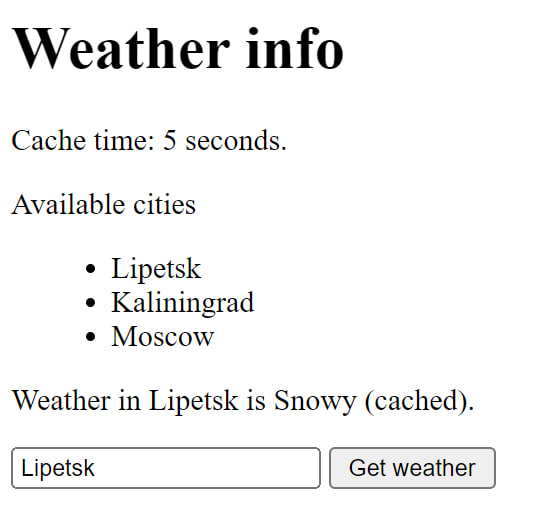 Weather info
Cache time: 5 seconds.
Available cities
Lipetsk
Kaliningrad
Moscow
Weather in Lipetsk is Snowy (cached).
Lipetsk Get weather